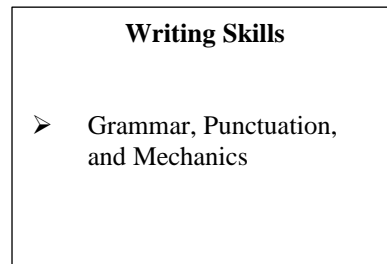 Writing Skills
➢ Grammar, Punctuation,
and Mechanics